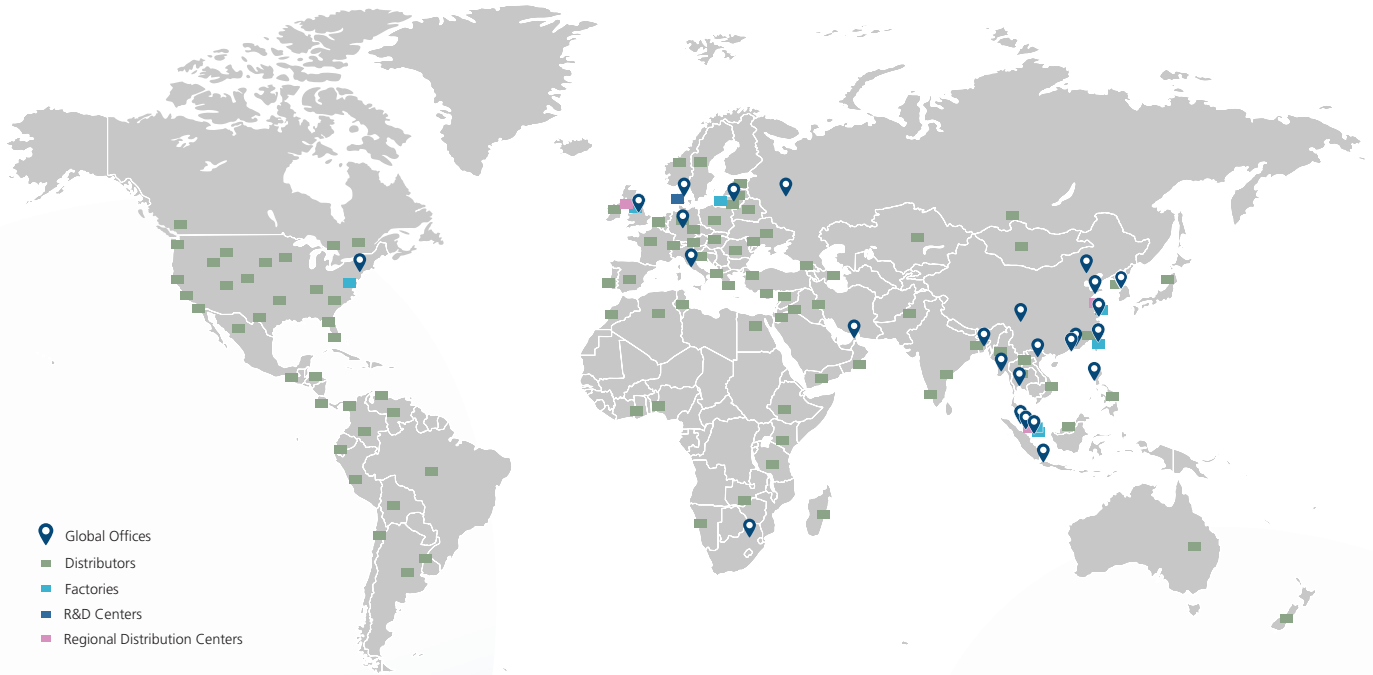 Global Offices
Distributors
Factories
R&D Centers
Regional Distribution Centers